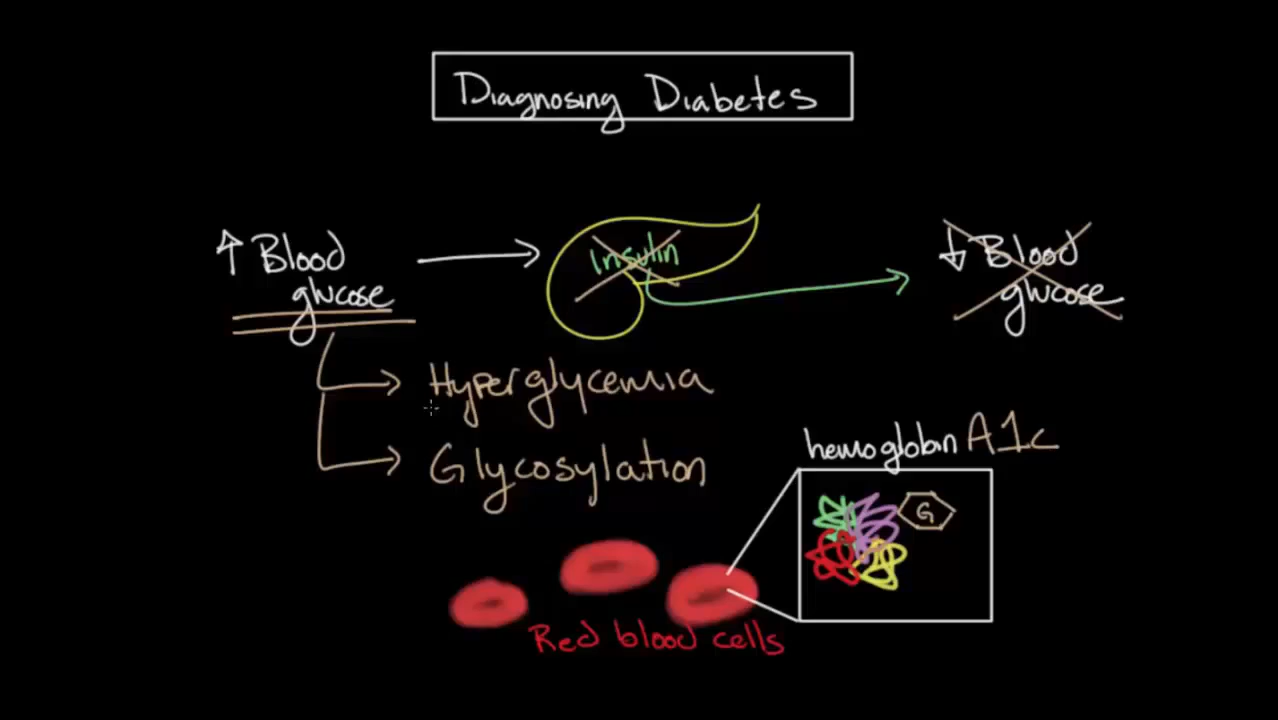 Diagnosing Diabetes
↑ Blood
glucose
Insulin
↓ Blood
glucose
Hyperglycemia
Glycosylation
hemoglobin A1c
G
Red blood cells